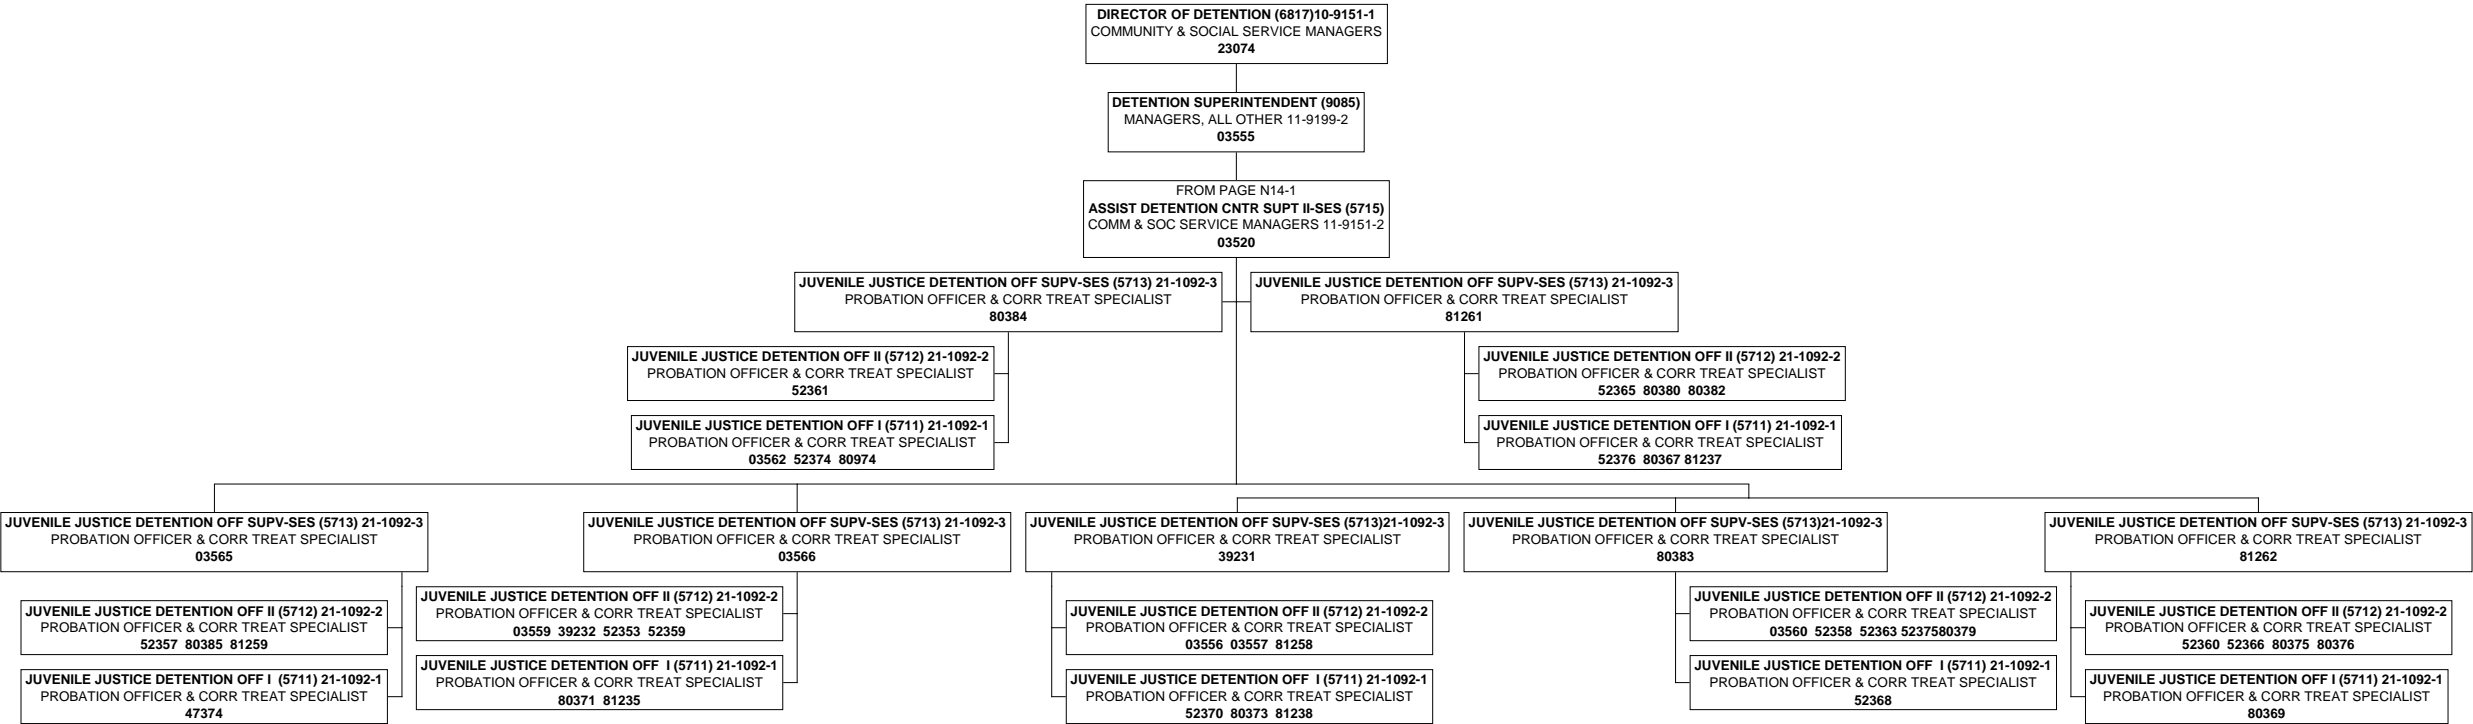 DIRECTOR OF DETENTION (6817)10-9151-1
COMMUNITY & SOCIAL SERVICE MANAGERS
23074
DETENTION SUPERINTENDENT (9085)
MANAGERS, ALL OTHER 11-9199-2
03555
FROM PAGE N14-1
ASSIST DETENTION CNTR SUPT II-SES (5715)
COMM & SOC SERVICE MANAGERS 11-9151-2
03520
JUVENILE JUSTICE DETENTION OFF SUPV-SES (5713) 21-1092-3
PROBATION OFFICER & CORR TREAT SPECIALIST
80384
JUVENILE JUSTICE DETENTION OFF SUPV-SES (5713) 21-1092-3
PROBATION OFFICER & CORR TREAT SPECIALIST
81261
JUVENILE JUSTICE DETENTION OFF II (5712) 21-1092-2
PROBATION OFFICER & CORR TREAT SPECIALIST
52361
JUVENILE JUSTICE DETENTION OFF I (5711) 21-1092-1
PROBATION OFFICER & CORR TREAT SPECIALIST
03562 52374 80974
JUVENILE JUSTICE DETENTION OFF II (5712) 21-1092-2
PROBATION OFFICER & CORR TREAT SPECIALIST
52365 80380 80382
JUVENILE JUSTICE DETENTION OFF I (5711) 21-1092-1
PROBATION OFFICER & CORR TREAT SPECIALIST
52376 80367 81237
JUVENILE JUSTICE DETENTION OFF SUPV-SES (5713) 21-1092-3
PROBATION OFFICER & CORR TREAT SPECIALIST
03565
JUVENILE JUSTICE DETENTION OFF II (5712) 21-1092-2
PROBATION OFFICER & CORR TREAT SPECIALIST
52357 80385 81259
JUVENILE JUSTICE DETENTION OFF I (5711) 21-1092-1
PROBATION OFFICER & CORR TREAT SPECIALIST
47374
JUVENILE JUSTICE DETENTION OFF SUPV-SES (5713) 21-1092-3
PROBATION OFFICER & CORR TREAT SPECIALIST
03566
JUVENILE JUSTICE DETENTION OFF II (5712) 21-1092-2
PROBATION OFFICER & CORR TREAT SPECIALIST
03559 39232 52353 52359
JUVENILE JUSTICE DETENTION OFF I (5711) 21-1092-1
PROBATION OFFICER & CORR TREAT SPECIALIST
80371 81235
JUVENILE JUSTICE DETENTION OFF SUPV-SES (5713)21-1092-3
PROBATION OFFICER & CORR TREAT SPECIALIST
39231
JUVENILE JUSTICE DETENTION OFF II (5712) 21-1092-2
PROBATION OFFICER & CORR TREAT SPECIALIST
03556 03557 81258
JUVENILE JUSTICE DETENTION OFF I (5711) 21-1092-1
PROBATION OFFICER & CORR TREAT SPECIALIST
52370 80373 81238
JUVENILE JUSTICE DETENTION OFF SUPV-SES (5713)21-1092-3
PROBATION OFFICER & CORR TREAT SPECIALIST
80383
JUVENILE JUSTICE DETENTION OFF II (5712) 21-1092-2
PROBATION OFFICER & CORR TREAT SPECIALIST
03560 52358 52363 5237580379
JUVENILE JUSTICE DETENTION OFF I (5711) 21-1092-1
PROBATION OFFICER & CORR TREAT SPECIALIST
52368
JUVENILE JUSTICE DETENTION OFF SUPV-SES (5713) 21-1092-3
PROBATION OFFICER & CORR TREAT SPECIALIST
81262
JUVENILE JUSTICE DETENTION OFF II (5712) 21-1092-2
PROBATION OFFICER & CORR TREAT SPECIALIST
52360 52366 80375 80376
JUVENILE JUSTICE DETENTION OFF I (5711) 21-1092-1
PROBATION OFFICER & CORR TREAT SPECIALIST
80369